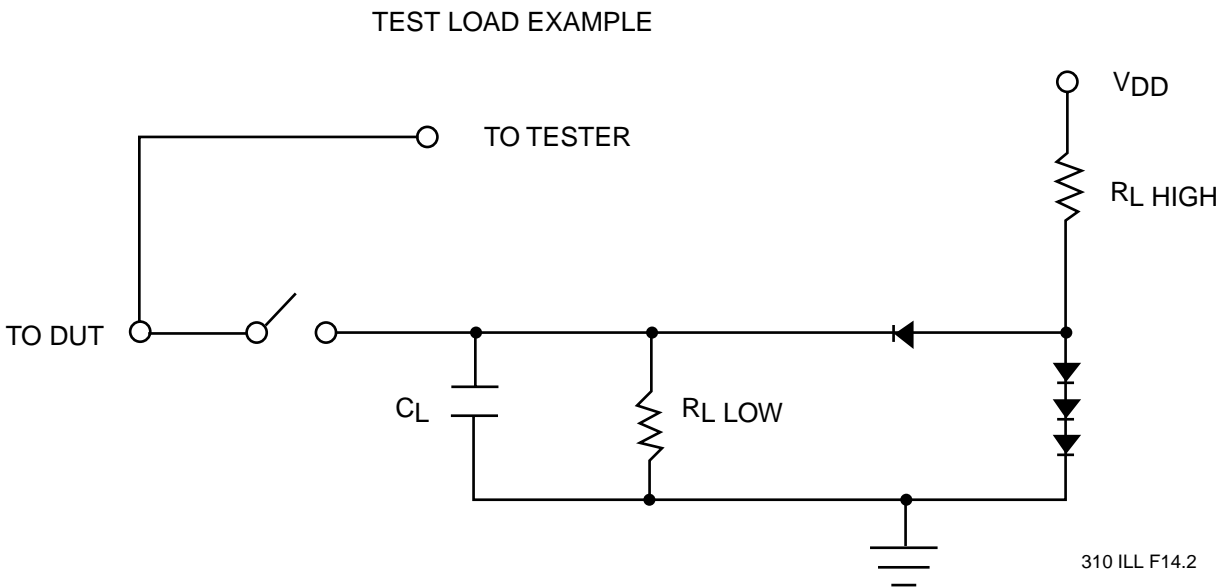 TEST LOAD EXAMPLE
VDD
TO TESTER
RL HIGH
TO DUT
CL
RL LOW
310 ILL F14.2